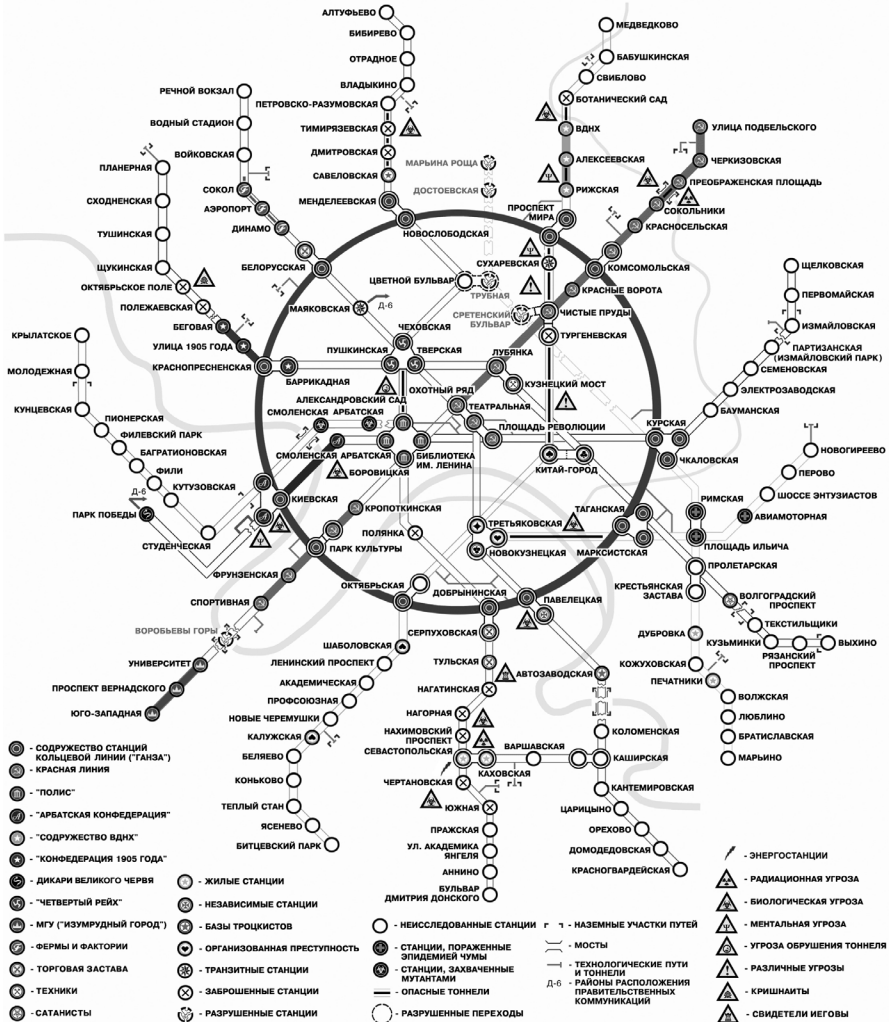 АЛТУФЬЕВО
БИБИРЕВО
ОТРАДНОЕ
ВЛАДЫКИНО
ПЕТРОВСКО-РАЗУМОВСКАЯ
ТИМИРЯЗЕВСКАЯ
ДМИТРОВСКАЯ
САВЕЛОВСКАЯ
МЕНДЕЛЕЕВСКАЯ
НОВОСЛОБОДСКАЯ
МЕДВЕДКОВО
БАБУШКИНСКАЯ
СВИБЛОВО
БОТАНИЧЕСКИЙ САД
ВДНХ
АЛЕКСЕЕВСКАЯ
РИЖСКАЯ
ПРОСПЕКТ
МИРА
СУХАРЕВСКАЯ
МАРЬИНА РОЩА
ДОСТОЕВСКАЯ
УЛИЦА ПОДБЕЛЬСКОГО
ЧЕРКИЗОВСКАЯ
ПРЕОБРАЖЕНСКАЯ ПЛОЩАДЬ
СОКОЛЬНИКИ
КРАСНОСЕЛЬСКАЯ
КОМСОМОЛЬСКАЯ
КРАСНЫЕ ВОРОТА
ЧИСТЫЕ ПРУДЫ
ТУРГЕНЕВСКАЯ
РЕЧНОЙ ВОКЗАЛ
ВОДНЫЙ СТАДИОН
ВОЙКОВСКАЯ
СОКОЛ
АЭРОПОРТ
ДИНАМО
БЕЛОРУССКАЯ
МАЯКОВСКАЯ
Д-6
ЦВЕТНОЙ БУЛЬВАР
ТРУБНАЯ
СРЕТЕНСКИЙ
БУЛЬВАР
ПЛАНЕРНАЯ
СХОДНЕНСКАЯ
ТУШИНСКАЯ
ЩУКИНСКАЯ
ОКТЯБРЬСКОЕ ПОЛЕ
ПОЛЕЖАЕВСКАЯ
БЕГОВАЯ
УЛИЦА 1905 ГОДА
КРАСНОПРЕСНЕНСКАЯ
БАРРИКАДНАЯ
ЧЕХОВСКАЯ
ПУШКИНСКАЯ
ТВЕРСКАЯ
ЛУБЯНКА
КУЗНЕЦКИЙ МОСТ
ОХОТНЫЙ РЯД
ТЕАТРАЛЬНАЯ
ПЛОЩАДЬ РЕВОЛЮЦИИ
АЛЕКСАНДРОВСКИЙ САД
СМОЛЕНСКАЯ АРБАТСКАЯ
СМОЛЕНСКАЯ АРБАТСКАЯ
БОРОВИЦКАЯ
БИБЛИОТЕКА
ИМ. ЛЕНИНА
КИТАЙ-ГОРОД
ЩЕЛКОВСКАЯ
ПЕРВОМАЙСКАЯ
ИЗМАЙЛОВСКАЯ
ПАРТИЗАНСКАЯ
(ИЗМАЙЛОВСКИЙ ПАРК)
СЕМЕНОВСКАЯ
ЭЛЕКТРОЗАВОДСКАЯ
БАУМАНСКАЯ
КУРСКАЯ
ЧКАЛОВСКАЯ
НОВОГИРЕЕВО
ПЕРОВО
ШОССЕ ЭНТУЗИАСТОВ
АВИАМОТОРНАЯ
РИМСКАЯ
ПЛОЩАДЬ ИЛЬИЧА
КРЫЛАТСКОЕ
МОЛОДЕЖНАЯ
КУНЦЕВСКАЯ
ПИОНЕРСКАЯ
ФИЛЕВСКИЙ ПАРК
БАГРАТИОНОВСКАЯ
ФИЛИ
КУТУЗОВСКАЯ
СТУДЕНЧЕСКАЯ
Д-6
ПАРК ПОБЕДЫ
КИЕВСКАЯ
КРОПОТКИНСКАЯ
ПАРК КУЛЬТУРЫ
ФРУНЗЕНСКАЯ
СПОРТИВНАЯ
ВОРОБЬЕВЫ ГОРЫ
УНИВЕРСИТЕТ
ПРОСПЕКТ ВЕРНАДСКОГО
ЮГО-ЗАПАДНАЯ
ПОЛЯНКА
ТРЕТЬЯКОВСКАЯ
НОВОКУЗНЕЦКАЯ
ТАГАНСКАЯ
МАРКСИСТСКАЯ
ПРОЛЕТАРСКАЯ
КРЕСТЬЯНСКАЯ
ЗАСТАВА
ВОЛГОГРАДСКИЙ
ПРОСПЕКТ
ТЕКСТИЛЬЩИКИ
КУЗЬМИНКИ
РЯЗАНСКИЙ
ПРОСПЕКТ
ВЫХИНО
ДУБРОВКА
КОЖУХОВСКАЯ
ПЕЧАТНИКИ
ВОЛЖСКАЯ
ЛЮБЛИНО
БРАТИСЛАВСКАЯ
МАРЬИНО
ОКТЯБРЬСКАЯ
ДОБРЫНИНСКАЯ
ПАВЕЛЕЦКАЯ
СЕРПУХОВСКАЯ
ТУЛЬСКАЯ
НАГАТИНСКАЯ
НАГОРНАЯ
НАХИМОВСКИЙ
ПРОСПЕКТ
СЕВАСТОПОЛЬСКАЯ
КАХОВСКАЯ
ВАРШАВСКАЯ
КАШИРСКАЯ
ЧЕРТАНОВСКАЯ
ЮЖНАЯ
ПРАЖСКАЯ
УЛ. АКАДЕМИКА
ЯНГЕЛЯ
АННИНО
БУЛЬВАР
ДМИТРИЯ ДОНСКОГО
АВТОЗАВОДСКАЯ
КОЛОМЕНСКАЯ
КАНТЕМИРОВСКАЯ
ЦАРИЦЫНО
ОРЕХОВО
ДОМОДЕДОВСКАЯ
КРАСНОГВАРДЕЙСКАЯ
ШАБОЛОВСКАЯ
ЛЕНИНСКИЙ ПРОСПЕКТ
АКАДЕМИЧЕСКАЯ
ПРОФСОЮЗНАЯ
НОВЫЕ ЧЕРЕМУШКИ
КАЛУЖСКАЯ
БЕЛЯЕВО
КОНЬКОВО
ТЕПЛЫЙ СТАН
ЯСЕНЕВО
БИТЦЕВСКИЙ ПАРК
- СОДРУЖЕСТВО СТАНЦИЙ
КОЛЬЦЕВОЙ ЛИНИИ ("ГАНЗА")
- КРАСНАЯ ЛИНИЯ
- "ПОЛИС"
- "АРБАТСКАЯ КОНФЕДЕРАЦИЯ"
- "СОДРУЖЕСТВО ВДНХ"
- "КОНФЕДЕРАЦИЯ 1905 ГОДА"
- ДИКАРИ ВЕЛИКОГО ЧЕРВЯ
- "ЧЕТВЕРТЫЙ РЕЙХ"
- МГУ ("ИЗУМРУДНЫЙ ГОРОД")
- ФЕРМЫ И ФАКТОРИИ
- ТОРГОВАЯ ЗАСТАВА
- ТЕХНИКИ
- САТАНИСТЫ
- ЖИЛЫЕ СТАНЦИИ
- НЕЗАВИСИМЫЕ СТАНЦИИ
- БАЗЫ ТРОЦКИСТОВ
- ОРГАНИЗОВАННАЯ ПРЕСТУПНОСТЬ
- ТРАНЗИТНЫЕ СТАНЦИИ
- ЗАБРОШЕННЫЕ СТАНЦИИ
- РАЗРУШЕННЫЕ СТАНЦИИ
- НЕИССЛЕДОВАННЫЕ СТАНЦИИ
- СТАНЦИИ, ПОРАЖЕННЫЕ
ЭПИДЕМИЕЙ ЧУМЫ
- СТАНЦИИ, ЗАХВАЧЕННЫЕ
МУТАНТАМИ
- ОПАСНЫЕ ТОННЕЛИ
- РАЗРУШЕННЫЕ ПЕРЕХОДЫ
- НАЗЕМНЫЕ УЧАСТКИ ПУТЕЙ
- МОСТЫ
- ТЕХНОЛОГИЧЕСКИЕ ПУТИ
И ТОННЕЛИ
Д-6 - РАЙОНЫ РАСПОЛОЖЕНИЯ
ПРАВИТЕЛЬСТВЕННЫХ
КОММУНИКАЦИЙ
- ЭНЕРГОСТАНЦИИ
- РАДИАЦИОННАЯ УГРОЗА
- БИОЛОГИЧЕСКАЯ УГРОЗА
- МЕНТАЛЬНАЯ УГРОЗА
- УГРОЗА ОБРУШЕНИЯ ТОННЕЛЯ
- РАЗЛИЧНЫЕ УГРОЗЫ
- КРИШНАИТЫ
- СВИДЕТЕЛИ ИЕГОВЫ